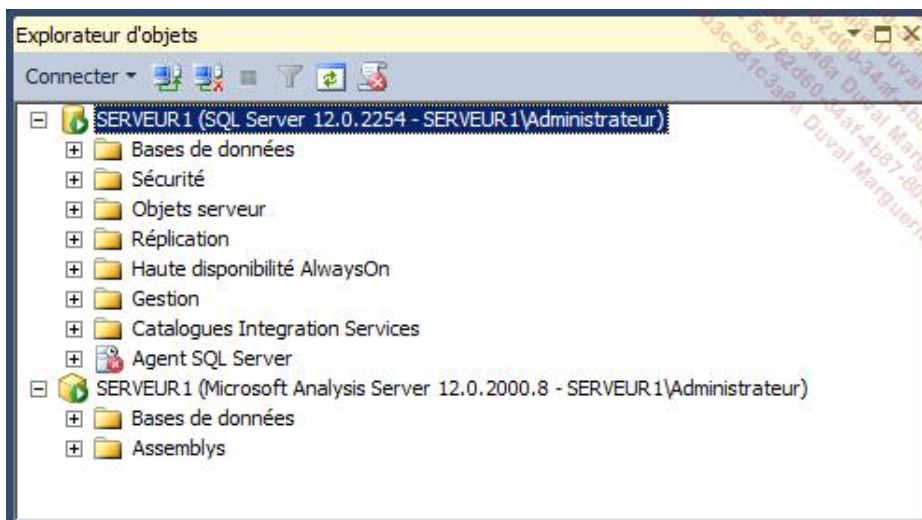 Explorateur d'objets
Connecter
SERVEUR1 (SQL Server 12.0.2254 - SERVEUR1\Administrateur)
Bases de données
Sécurité
Objets serveur
Réplication
Haute disponibilité AlwaysOn
Gestion
Catalogues Integration Services
Agent SQL Server
SERVEUR1 (Microsoft Analysis Server 12.0.2000.8 - SERVEUR1\Administrateur)
Bases de données
Assemblys